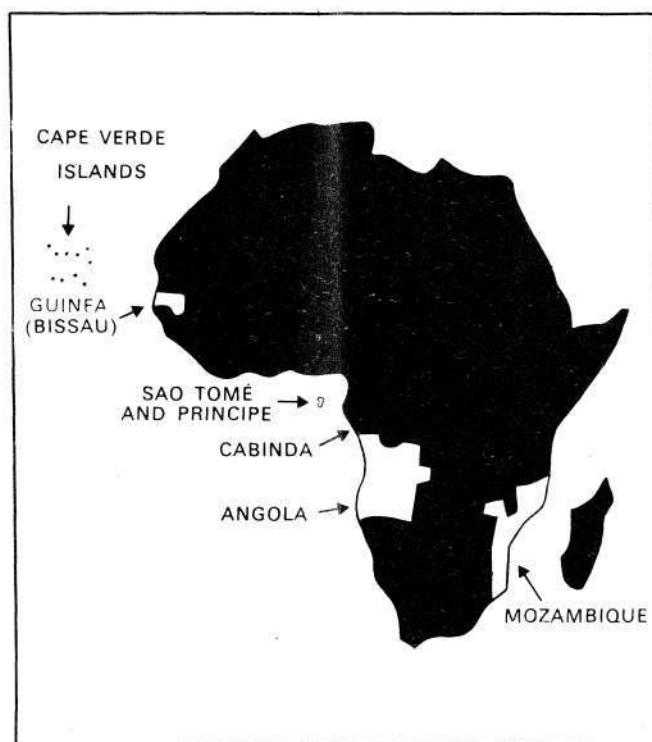 CAPE VERDE
ISLANDS
GUINEA
(BISSAU)
SAO TOMÉ
AND PRINCIPE
CABINDA
ANGOLA
MOZAMBIQUE